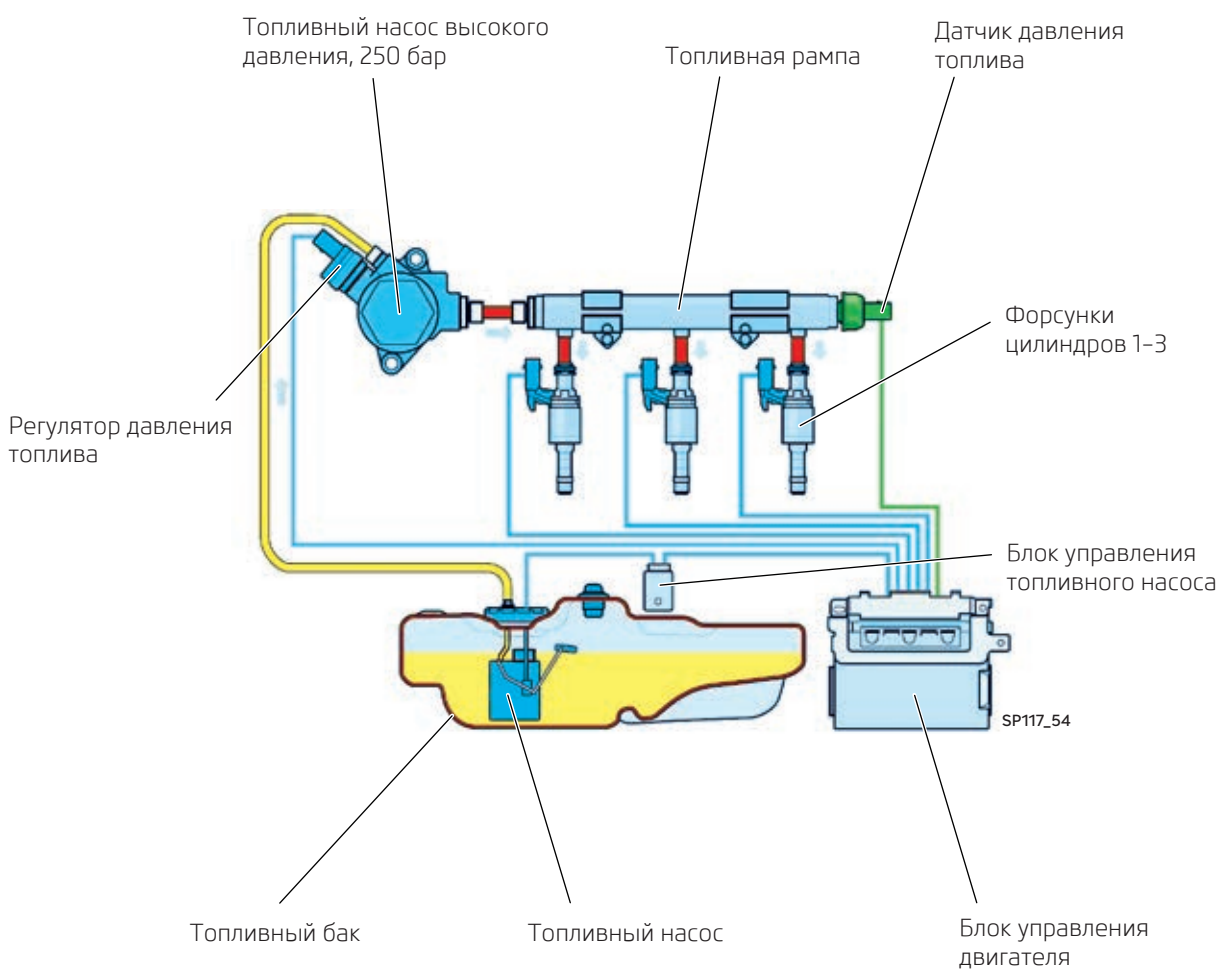 Топливный насос высокого
давления, 250 бар
Топливная рампа
Датчик давления
топлива
Форсунки
цилиндров 1–3
Регулятор давления
топлива
Блок управления
топливного насоса
SP117_54
Топливный бак
Топливный насос
Блок управления
двигателя